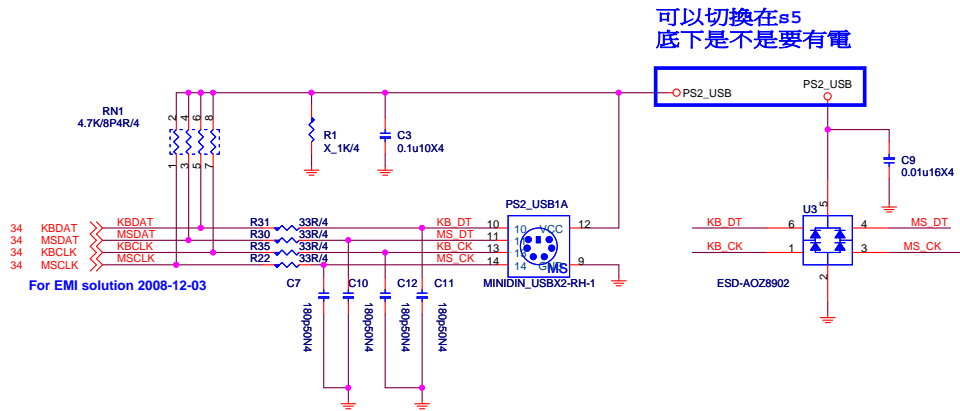 可以切換在s5
底下是不是要有電
PS2_USB
PS2_USB
RN1
4.7K/8P4R/4
2
4
6
8
1
3
5
7
R1
X_1K/4
C3
0.1u10X4
C9
0.01u16X4
34 KBDAT
34 MSDAT
34 KBCLK
34 MSCLK
KBDAT
MSDAT
KBCLK
MSCLK
R31 33R/4
R30 33R/4
R35 33R/4
R22 33R/4
KB_DT
MS_DT
KB_CK
MS_CK
PS2_USB1A
10
11
13
14
10
14
VCC
GND
MS
12
9
MINIDIN_USBX2-RH-1
For EMI solution 2008-12-03
C7
180p50N4
C10
180p50N4
C12
180p50N4
C11
180p50N4
U3
KB_DT
KB_CK
6
1
5
2
4
3
MS_DT
MS_CK
ESD-AOZ8902